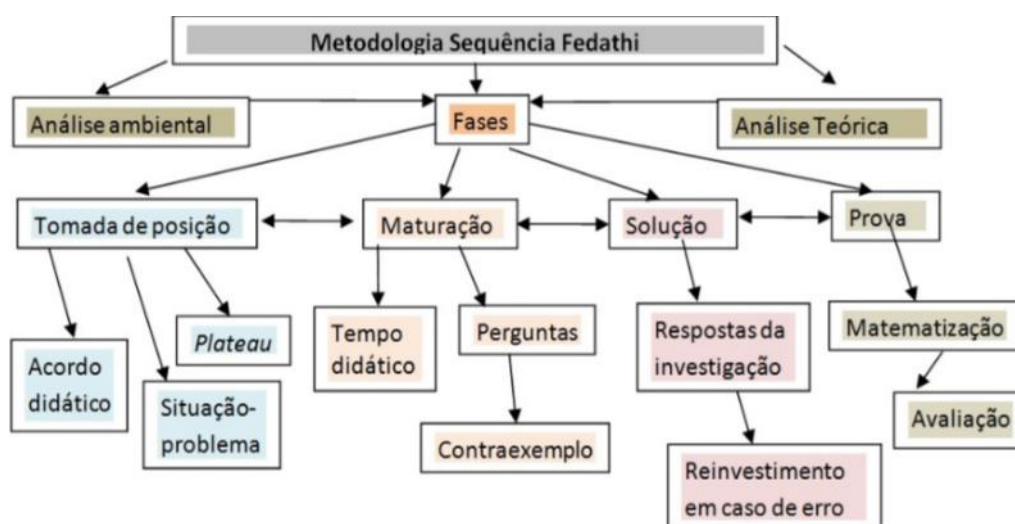 Metodologia Sequência Fedathi
Análise ambiental
Fases
Análise Teórica
Tomada de posição
Maturação
Solução
Prova
Acordo
didático
Situação-
problema
Plateau
Tempo
didático
Perguntas
Contraexemplo
Respostas da
investigação
Reinvestimento
em caso de erro
Matematização
Avaliação